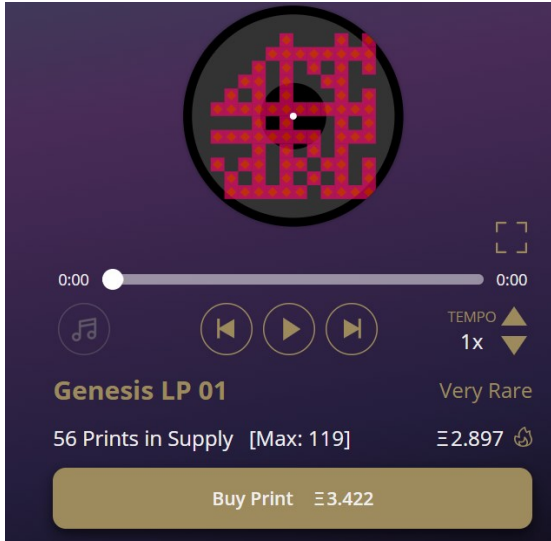 0:00 0:00
TEMPO
1x
Genesis LP 01 Very Rare
56 Prints in Supply [Max: 119] Ξ2.897
Buy Print Ξ3.422